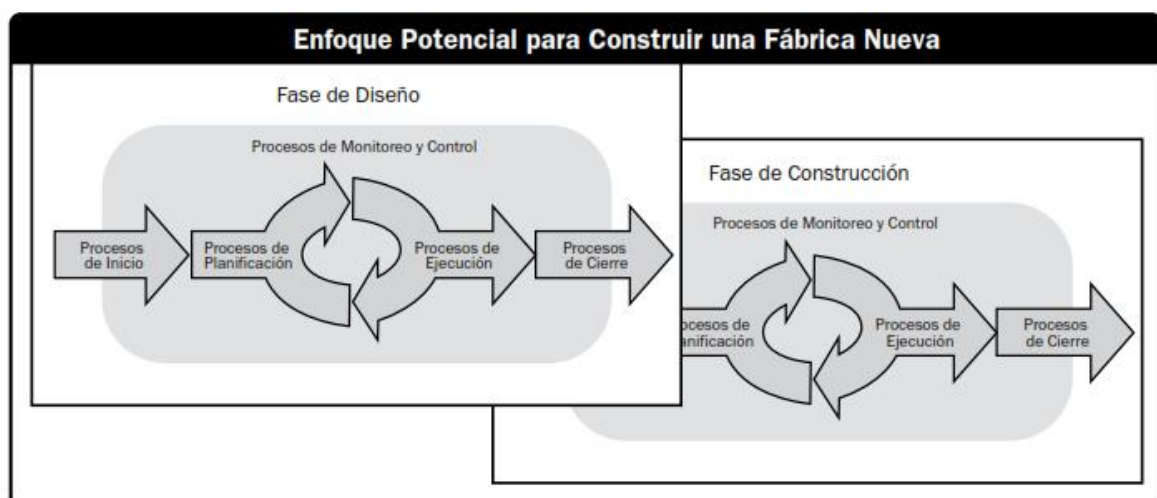 Enfoque Potencial para Construir una Fábrica Nueva
Fase de Diseño
Procesos de Monitoreo y Control
Procesos
de Inicio
Procesos de
Planificación
Procesos de
Ejecución
Procesos
de Cierre
Fase de Construcción
Procesos de Monitoreo y Control
ocesos de
anificación
Procesos de
Ejecución
Procesos
de Cierre